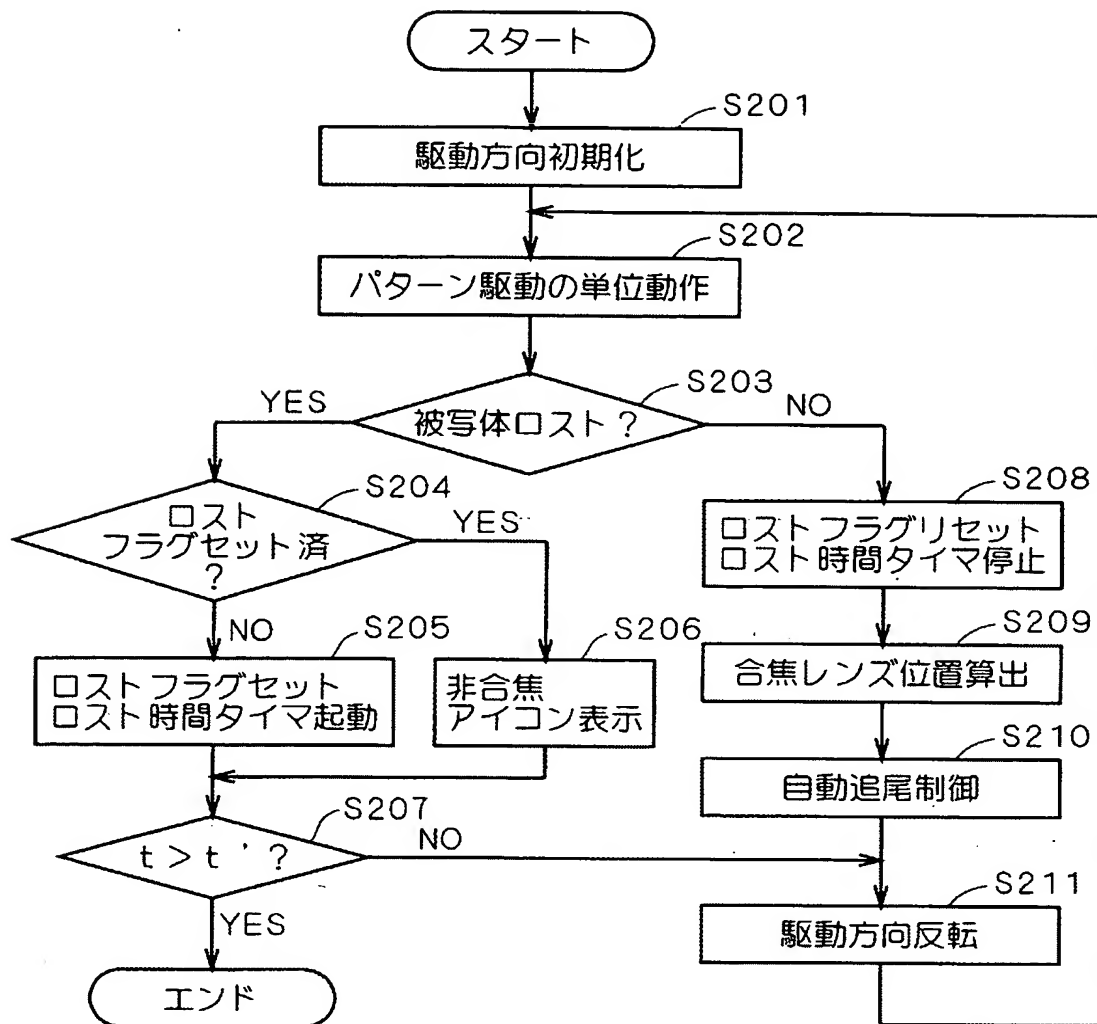 スタート
S201
駆動方向初期化
S202
パターン駆動の単位動作
S203
被写体ロスト?
YES
NO
S204
ロスト
フラグセット済
?
YES
NO
S205
ロストフラグセット
ロスト時間タイマ起動
S206
非合焦
アイコン表示
S207
t>t'?
NO
YES
エンド
S208
ロストフラグリセット
ロスト時間タイマ停止
S209
合焦レンズ位置算出
S210
自動追尾制御
S211
駆動方向反転